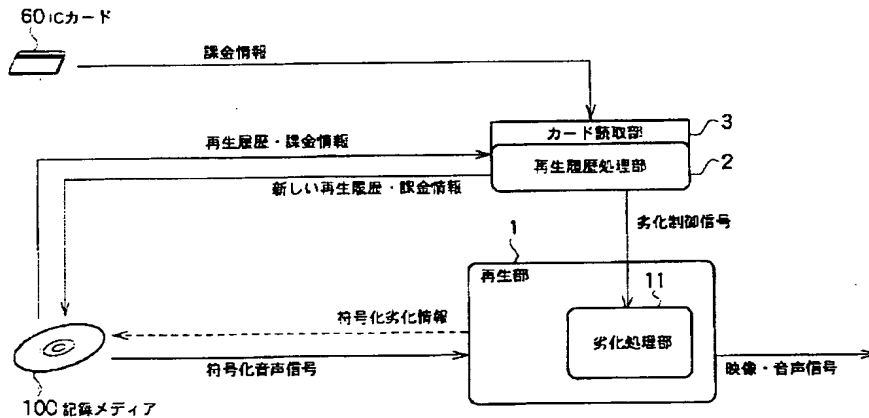 60 ICカード
課金情報
カード読取部
3
再生履歴・課金情報
再生履歴処理部
2
新しい再生履歴・課金情報
劣化制御信号
1
再生部
11
符号化劣化情報
劣化処理部
符号化音声信号
映像・音声信号
100 記録メディア